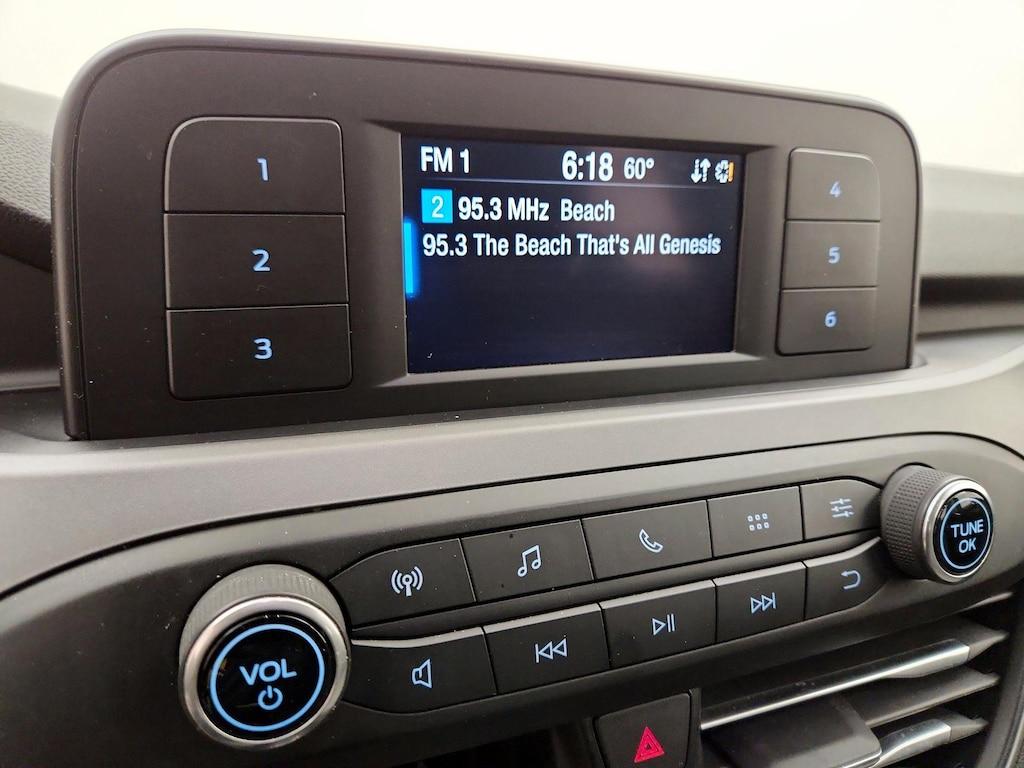 1
2
3
FM 1 6:18 60°
2 95.3 MHz Beach
95.3 The Beach That's All Genesis
4
5
6
TUNE
OK
VOL